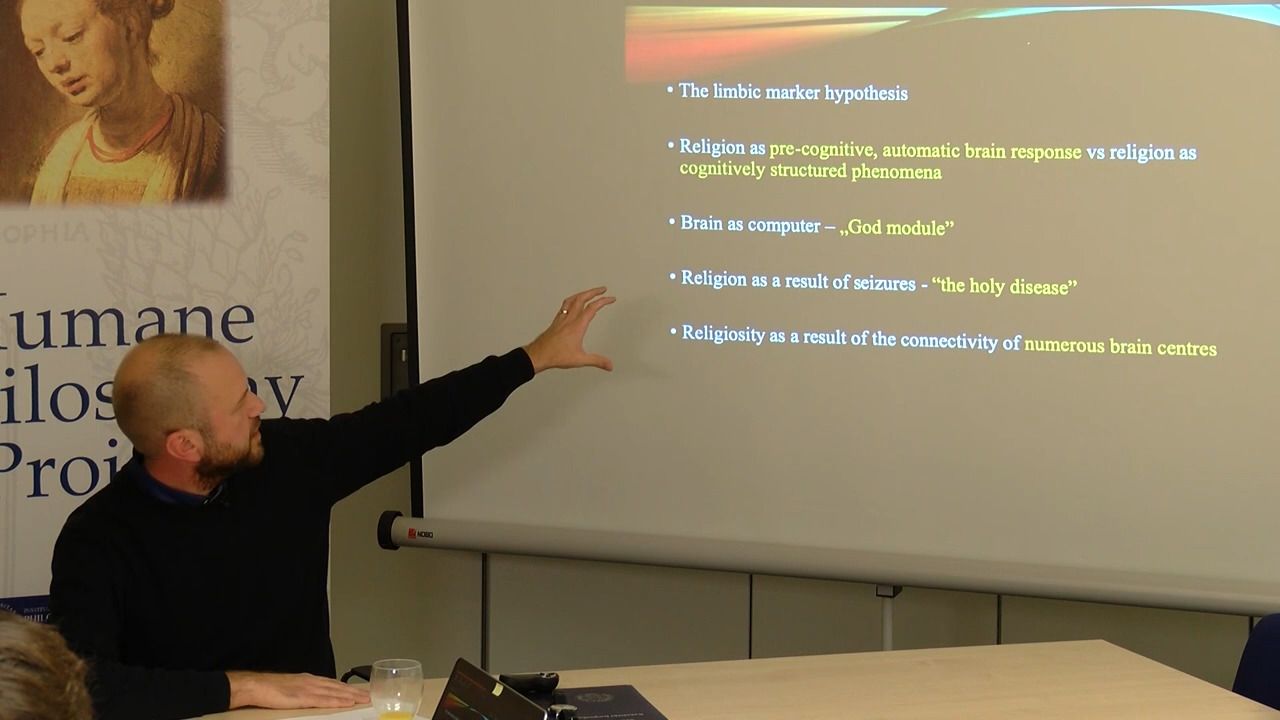 OPHIA
umane
ilos y
Proj
• The limbic marker hypothesis
• Religion as pre-cognitive, automatic brain response vs religion as
cognitively structured phenomena
• Brain as computer – „God module”
• Religion as a result of seizures - “the holy disease”
• Religiosity as a result of the connectivity of numerous brain centres
NOBO